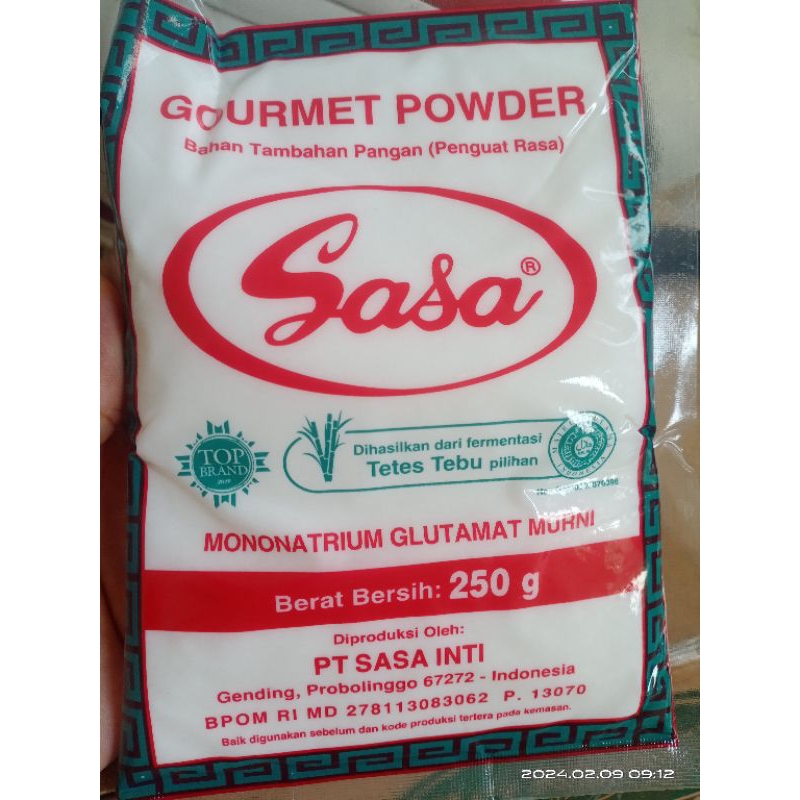 GOURMET POWDER
Bahan Tambahan Pangan (Penguat Rasa)
Sasa®
TOP
BRAND
Dihasilkan dari fermentasi
Tetes Tebu pilihan
MONONATRIUM GLUTAMAT MURNI
Berat Bersih: 250 g
Diproduksi Oleh:
PT SASA INTI
Gending, Probolinggo 67272 - Indonesia
BPOM RI MD 278113083062 P. 13070
Baik digunakan sebelum dan kode produksi tertera pada kemasan.
2024.02.09 09:12